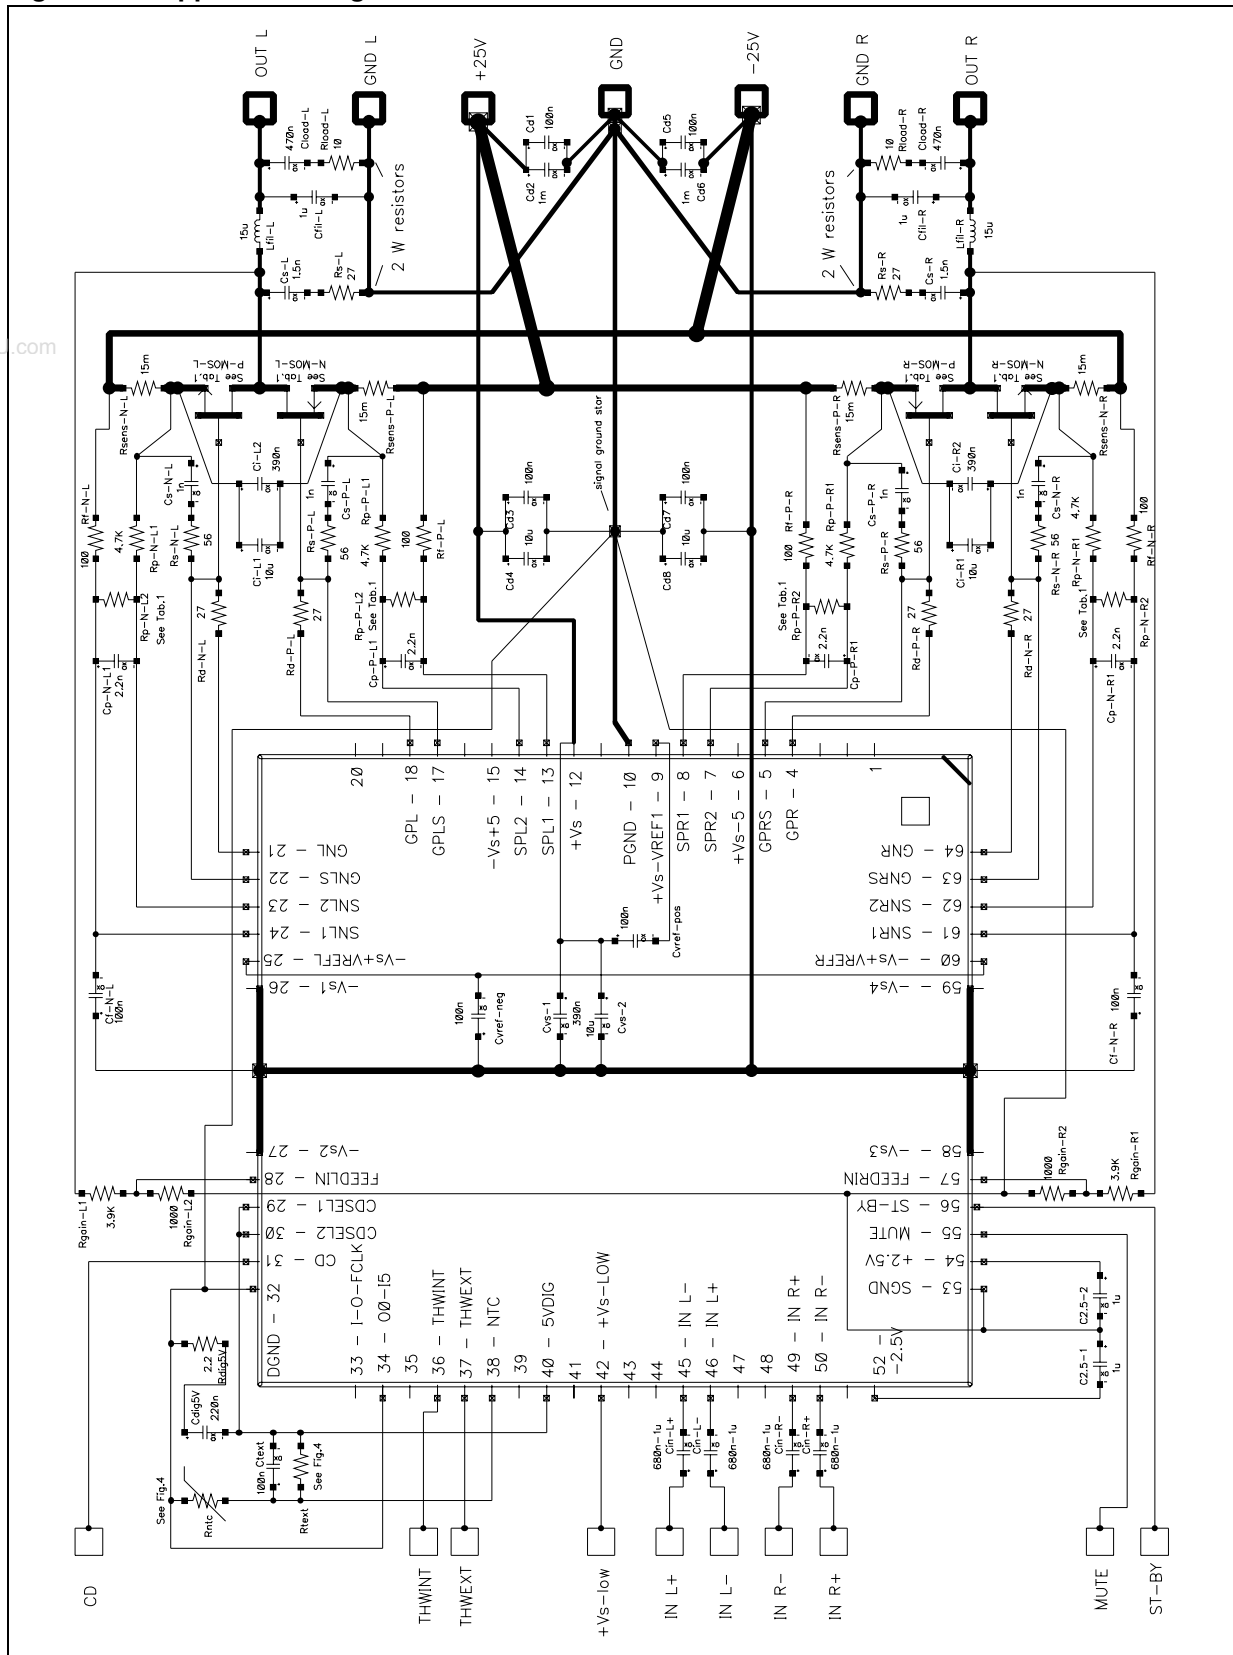 OUT L
GND L
+25V
GND
-25V
GND R
OUT R
470n
Cload-L
Rload-L
10
Cd1
100n
Cd2
1m
Cd5
100n
1m
Cd6
10
Rload-R
Cload-R
470n
1u
Cfil-L
15u
Lfil-L
2 W resistors
1u
Cfil-R
Lfil-R
15u
2 W resistors
Cs-L
1.5n
Rs-L
27
Rs-R
27
Cs-R
1.5n
.com
15m
Rsens-N-L
See Tab.1
P-MOS-L
See Tab.1
N-MOS-L
15m
Rsens-P-L
15m
Rsens-P-R
See Tab.1
P-MOS-R
See Tab.1
N-MOS-R
15m
Rsens-N-R
Rf-N-L
100
4.7K
Rp-N-L1
Cs-N-L
1n
Rs-N-L
56
Ci-L2
390n
Ci-L1
10u
1n
Cs-P-L
Rs-P-L
56
Rp-P-L1
4.7K
100
Rf-P-L
signal ground star
100n
Cd3
10u
Cd4
100n
Cd7
10u
Cd8
Rf-P-R
100
Rp-P-R1
4.7K
Cs-P-R
1n
Rs-P-R
56
Ci-R2
390n
Ci-R1
10u
1n
Cs-N-R
Rs-N-R
56
4.7K
Rp-N-R1
100
Rf-N-R
Rp-N-L2
See Tab.1
Cp-N-L1
2.2n
27
Rd-N-L
27
Rd-P-L
Rp-P-L2
See Tab.1
Cp-P-L1
2.2n
See Tab.1
Rp-P-R2
2.2n
Cp-P-R1
27
Rd-P-R
27
Rd-N-R
See Tab.1
Rp-N-R2
2.2n
Cp-N-R1
20
GPL - 18
GPLS - 17
-Vs+5 - 15
SPL2 - 14
SPL1 - 13
+Vs - 12
PGND - 10
+Vs-VREF1 - 9
SPR1 - 8
SPR2 - 7
+Vs-5 - 6
GPRS - 5
GPR - 4
1
21 - GNL
22 - GNLS
23 - SNL2
24 - SNL1
25 - -Vs+VREFL
26 - -Vs1
64 - GNR
63 - GNRS
62 - SNR2
61 - SNR1
60 - -Vs+VREFR
59 - -Vs4
Cf-N-L
100n
100n
Cvref-neg
Cvs-1
390n
10u
Cvs-2
100n
Cvref-pos
100n
Cf-N-R
27 - -Vs2
28 - FEEDLIN
29 - CDSEL1
30 - CDSEL2
31 - CD
DGND - 32
58 - -Vs3
57 - FEEDRIN
56 - ST-BY
55 - MUTE
54 - +2.5V
53 - SGND
Rgain-L1
3.9K
1000
Rgain-L2
1000
Rgain-R2
3.9K
Rgain-R1
33 - I-O-FCLK
34 - O0-I5
35
36 - THWINT
37 - THWEXT
38 - NTC
39
40 - 5VDIG
41
42 - +Vs-LOW
43
44
45 - IN L-
46 - IN L+
47
48
49 - IN R+
50 - IN R-
52 -
-2.5V
2.2
Rdig5V
Cdig5V
220n
C2.5-2
1u
C2.5-1
1u
See Fig.4
Rntc
100n
Ctext
See Fig.4
Rtext
680n-1u
Cin-L+
Cin-L-
680n-1u
680n-1u
Cin-R-
Cin-R+
680n-1u
CD
THWINT
THWEXT
+Vs-low
IN L+
IN L-
IN R-
IN R+
MUTE
ST-BY